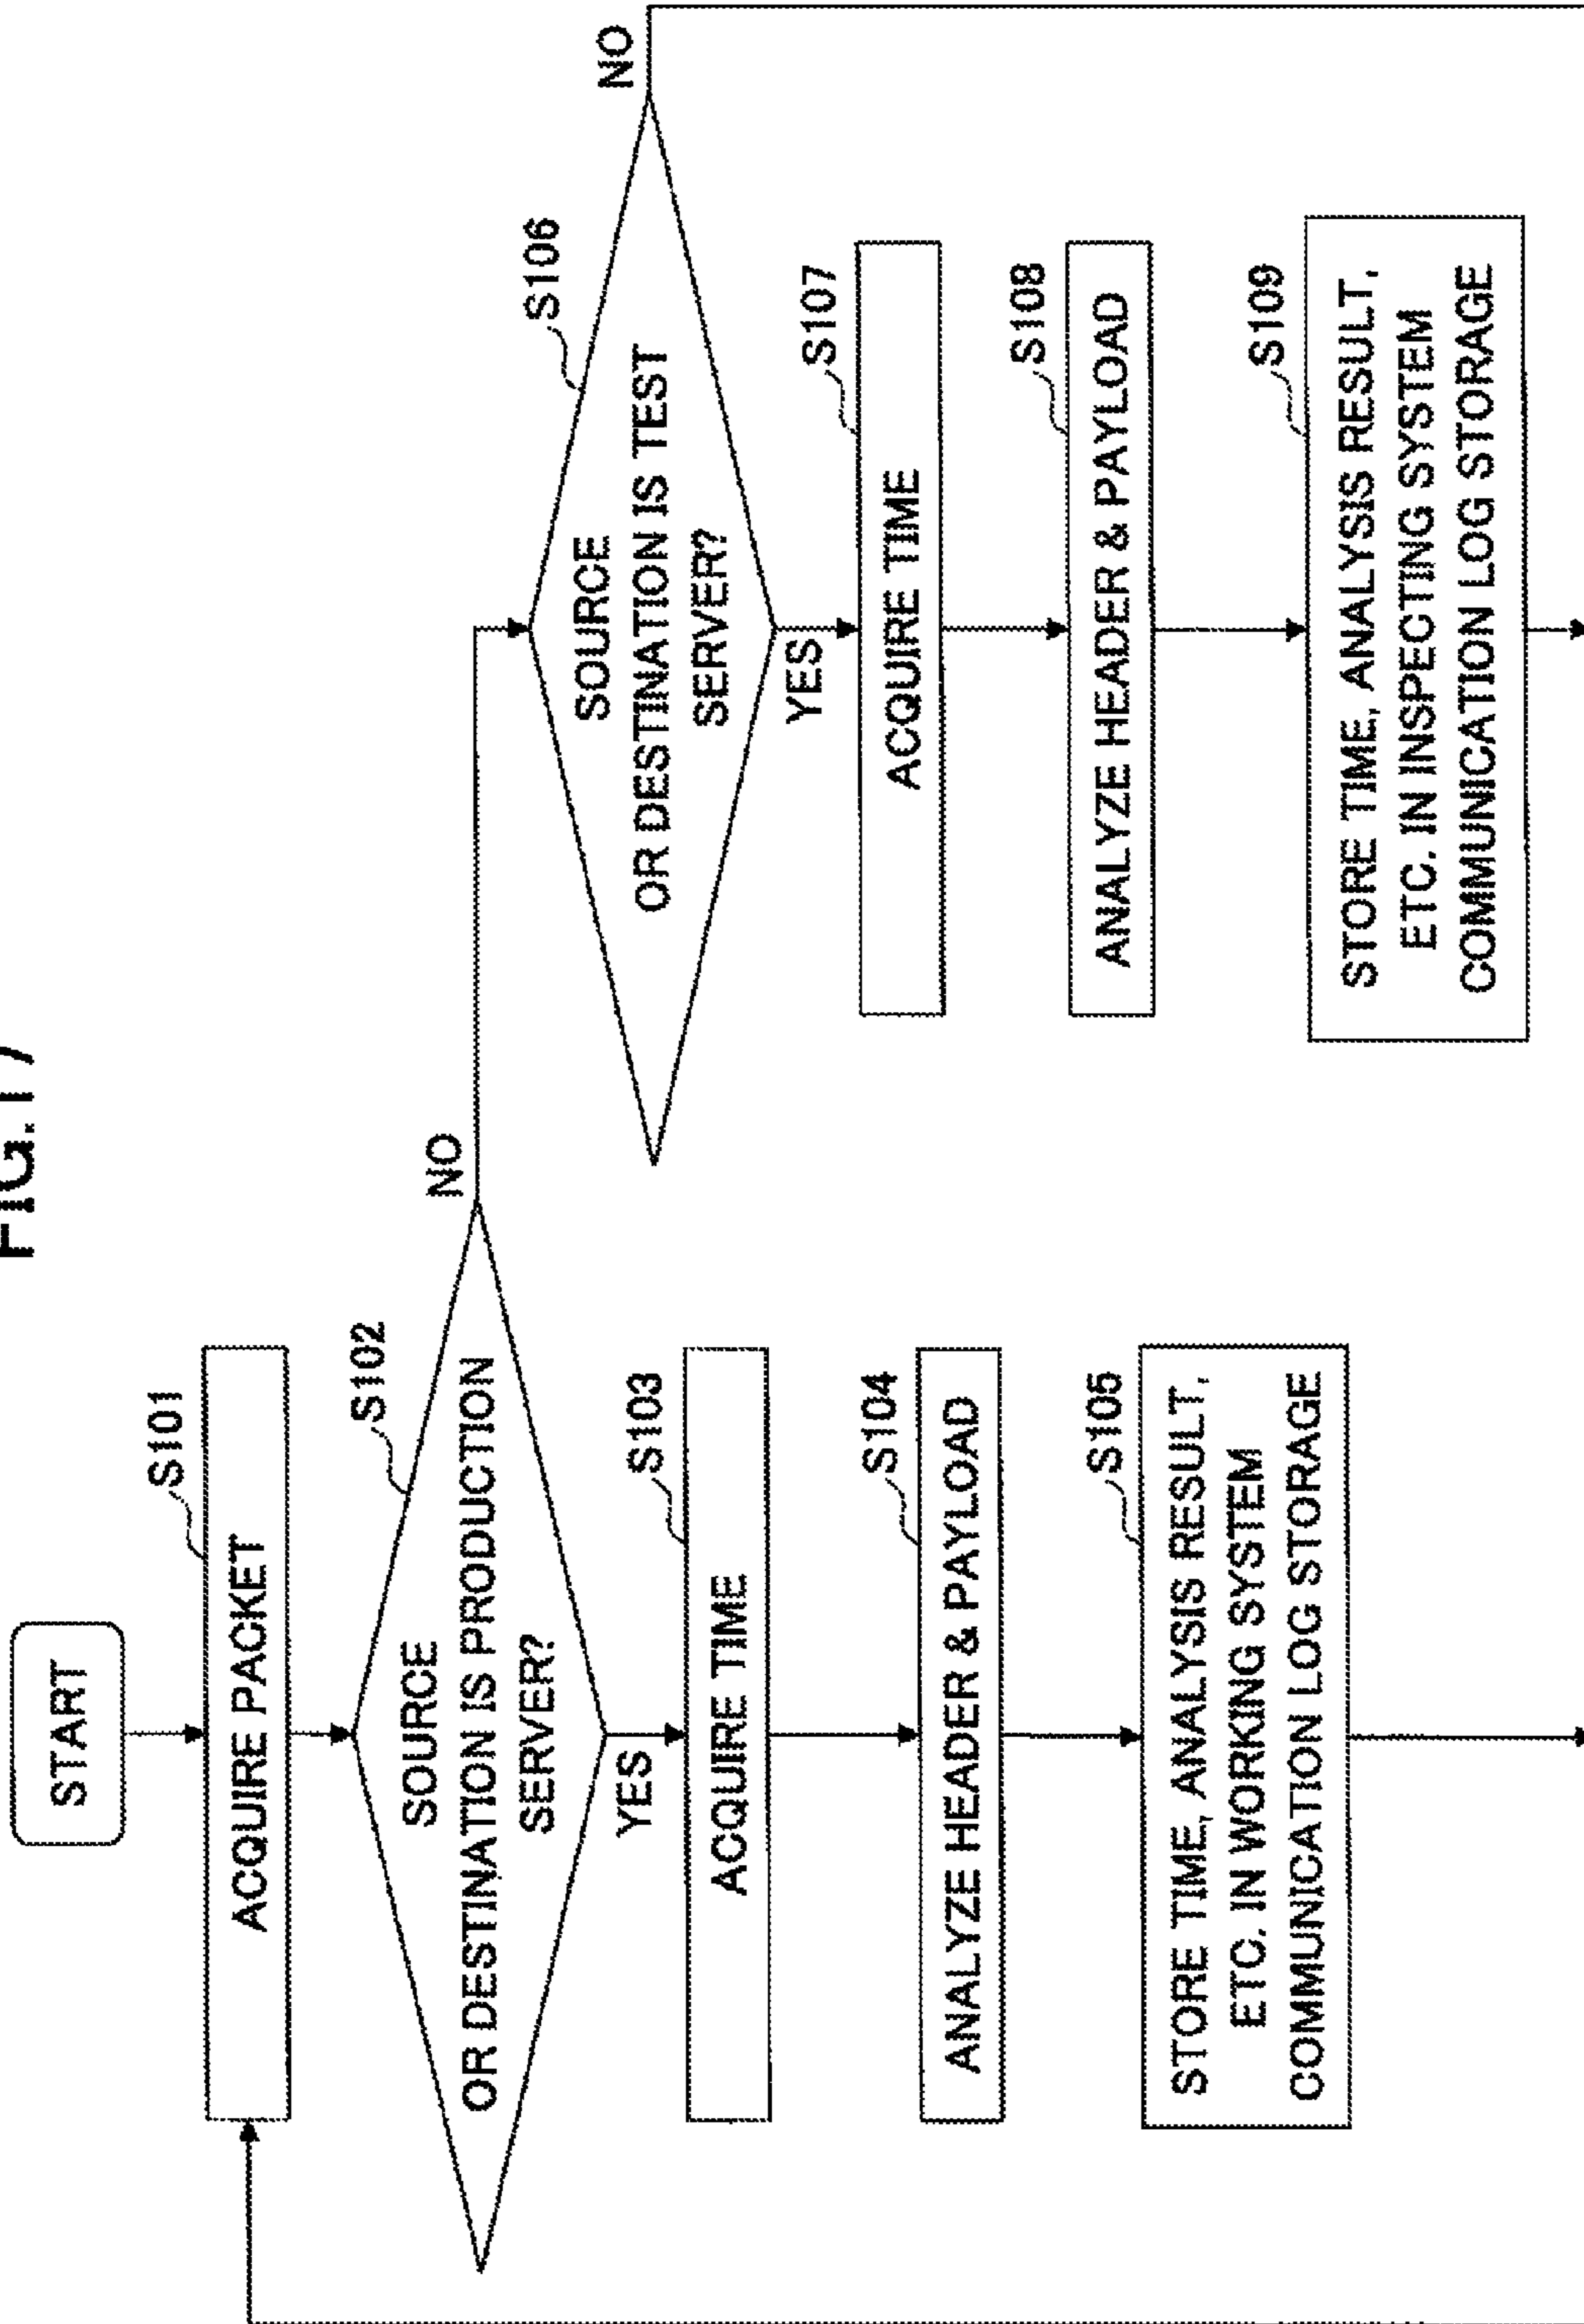 FIG.17
START
S101
ACQUIRE PACKET
S102
SOURCE
OR DESTINATION IS PRODUCTION
SERVER?
NO
YES
S103
ACQUIRE TIME
S104
ANALYZE HEADER & PAYLOAD
S105
STORE TIME, ANALYSIS RESULT,
ETC. IN WORKING SYSTEM
COMMUNICATION LOG STORAGE
S106
SOURCE
OR DESTINATION IS TEST
SERVER?
NO
YES
S107
ACQUIRE TIME
S108
ANALYZE HEADER & PAYLOAD
S109
STORE TIME, ANALYSIS RESULT,
ETC. IN INSPECTING SYSTEM
COMMUNICATION LOG STORAGE